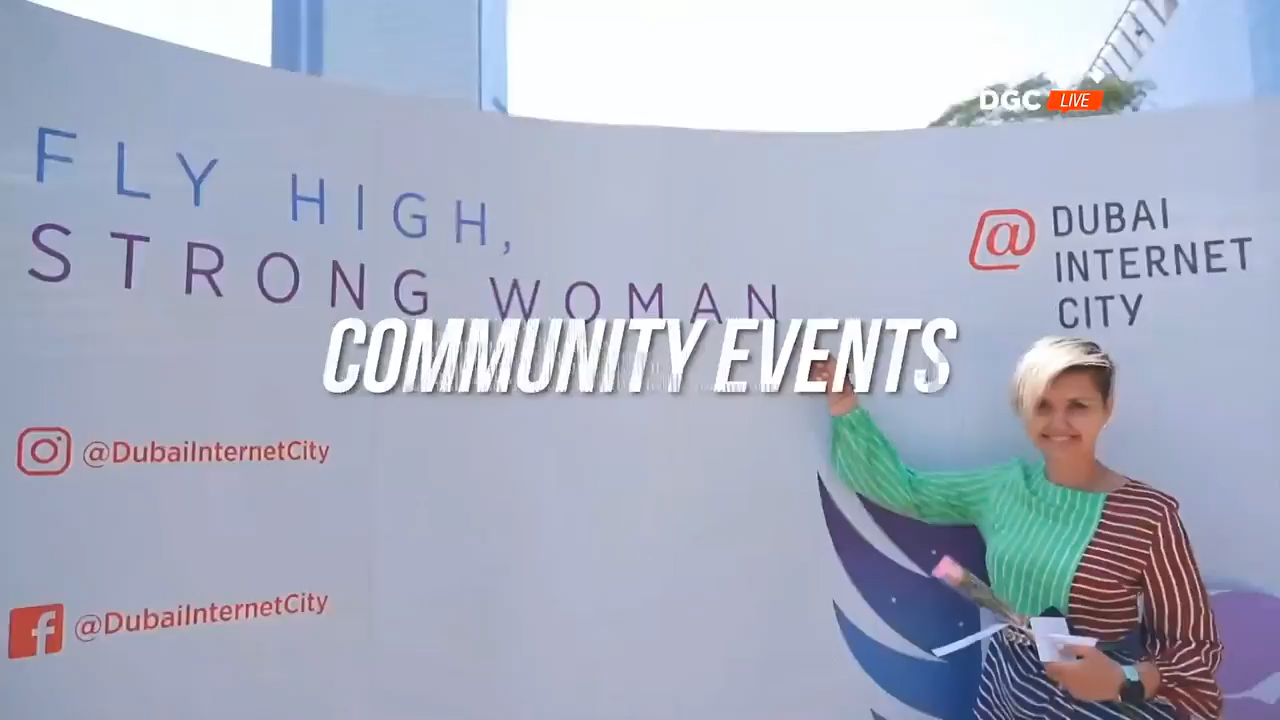 DGC LIVE
FLY HIGH,
STRONG WOMAN
@ DUBAI
INTERNET
CITY
COMMUNITY EVENTS
@DubaiInternetCity
f @DubaiInternetCity